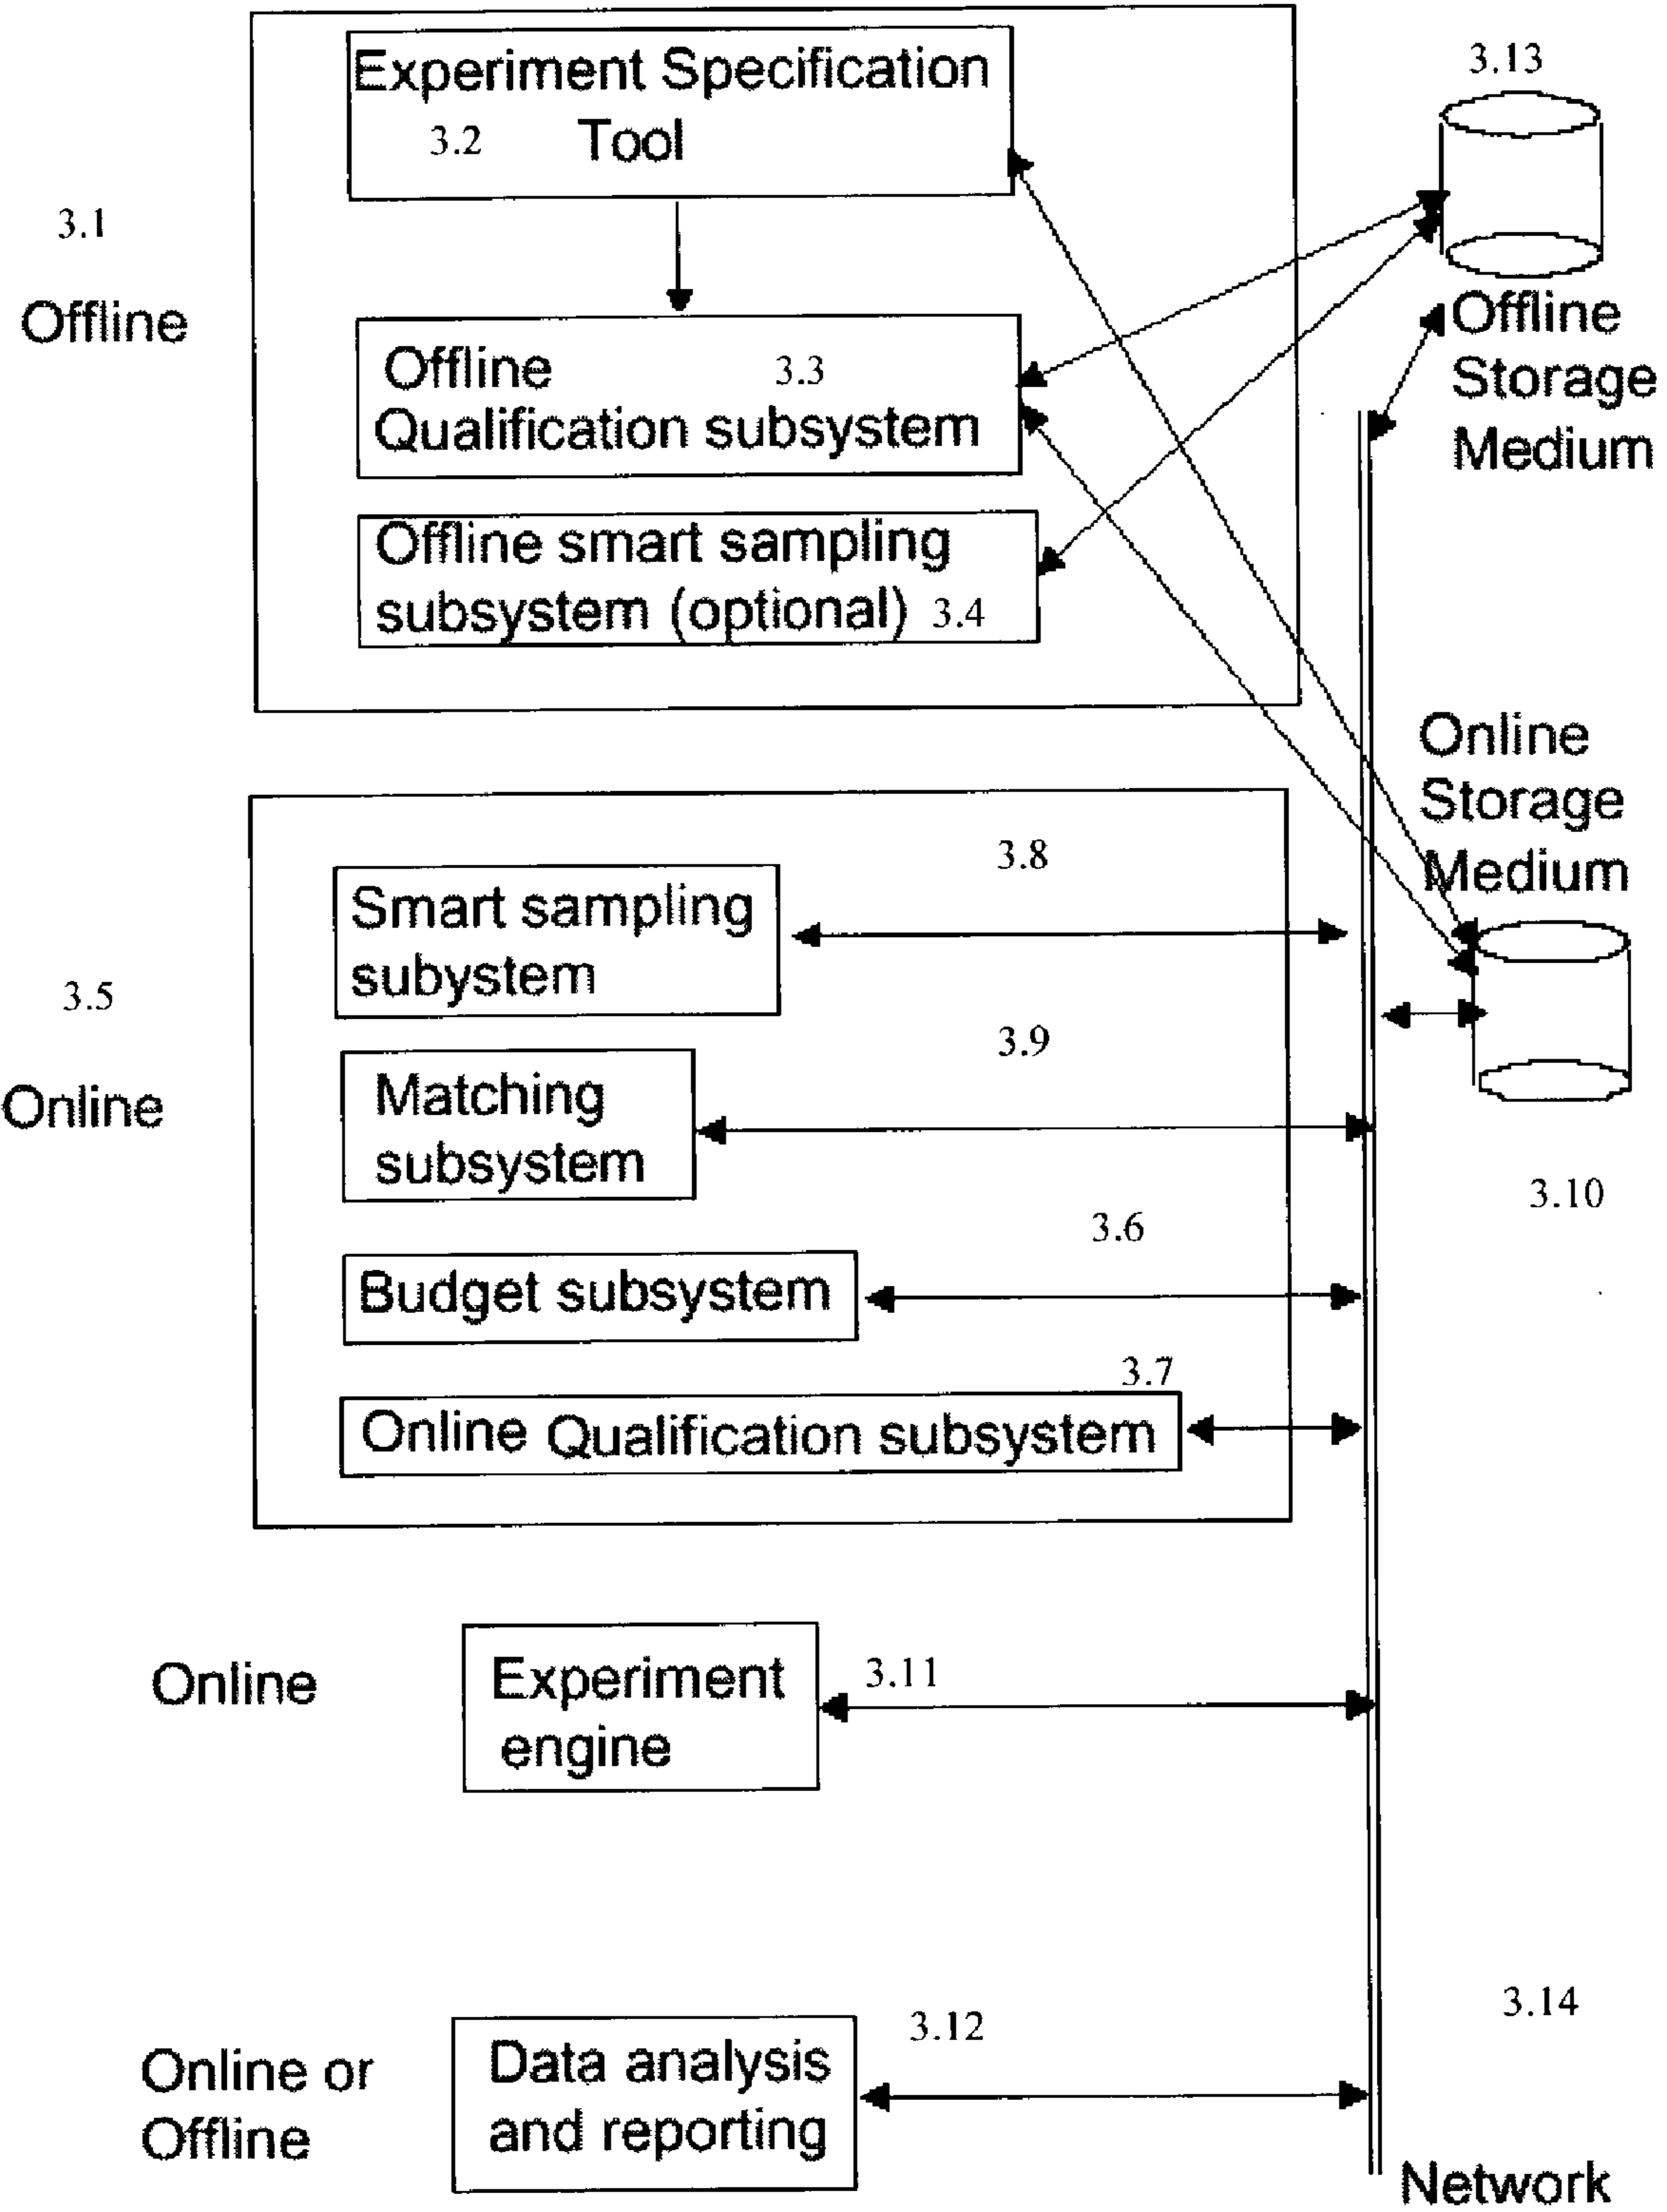 Experiment Specification
3.2 Tool
3.13
3.1
Offline
Offline 3.3
Qualification subsystem
Offline
Storage
Medium
Offline smart sampling
subsystem (optional) 3.4
Online
Storage
Medium
3.8
Smart sampling
subystem
3.5
Online
3.9
Matching
subsystem
3.10
3.6
Budget subsystem
3.7
Online Qualification subsystem
Online
Experiment
engine
3.11
3.14
3.12
Online or
Offline
Data analysis
and reporting
Network